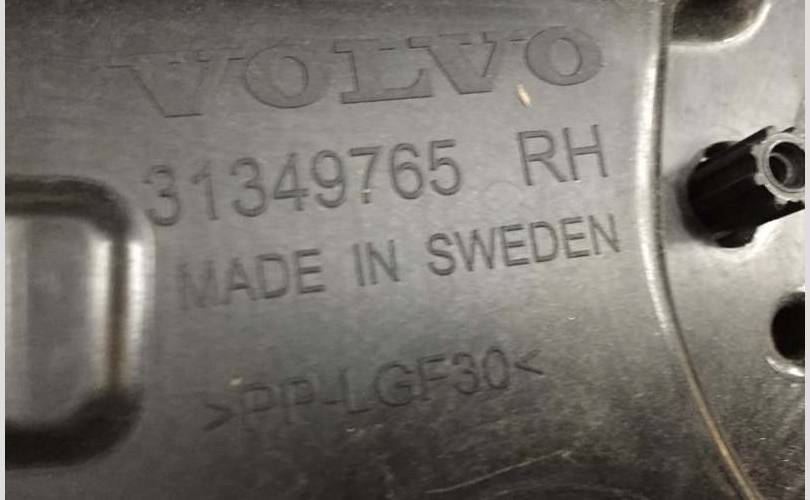 VOLVO
31349765 RH
MADE IN SWEDEN
>PP-LGF30<